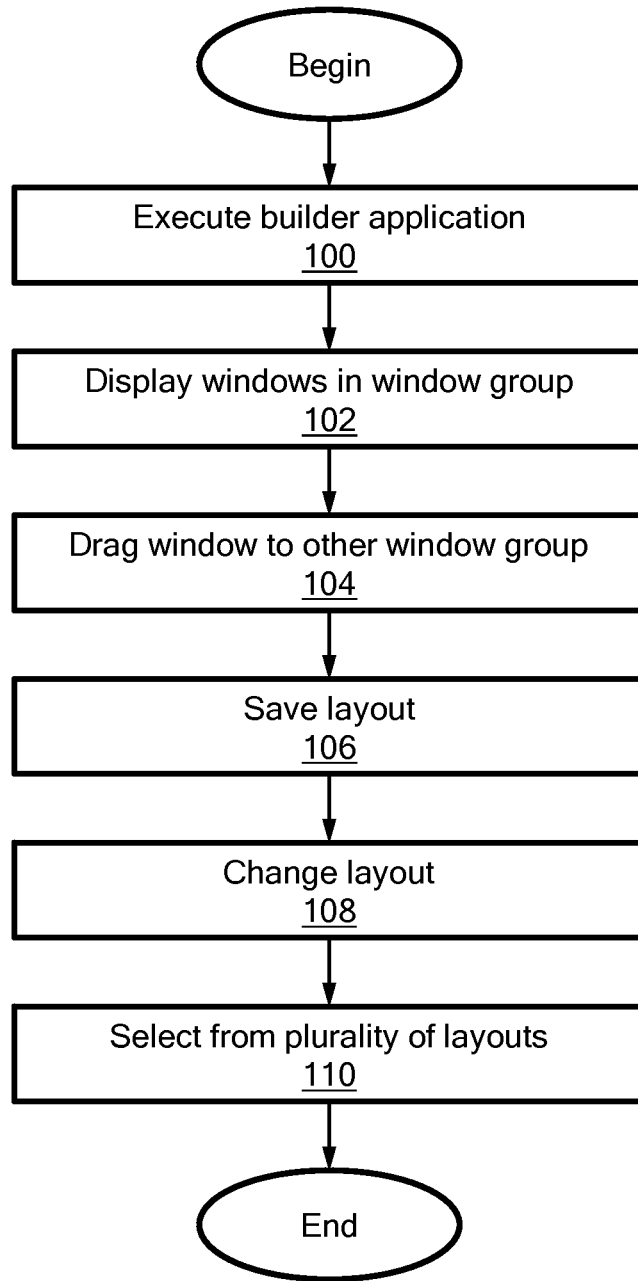 Begin
Execute builder application
100
Display windows in window group
102
Drag window to other window group
104
Save layout
106
Change layout
108
Select from plurality of layouts
110
End